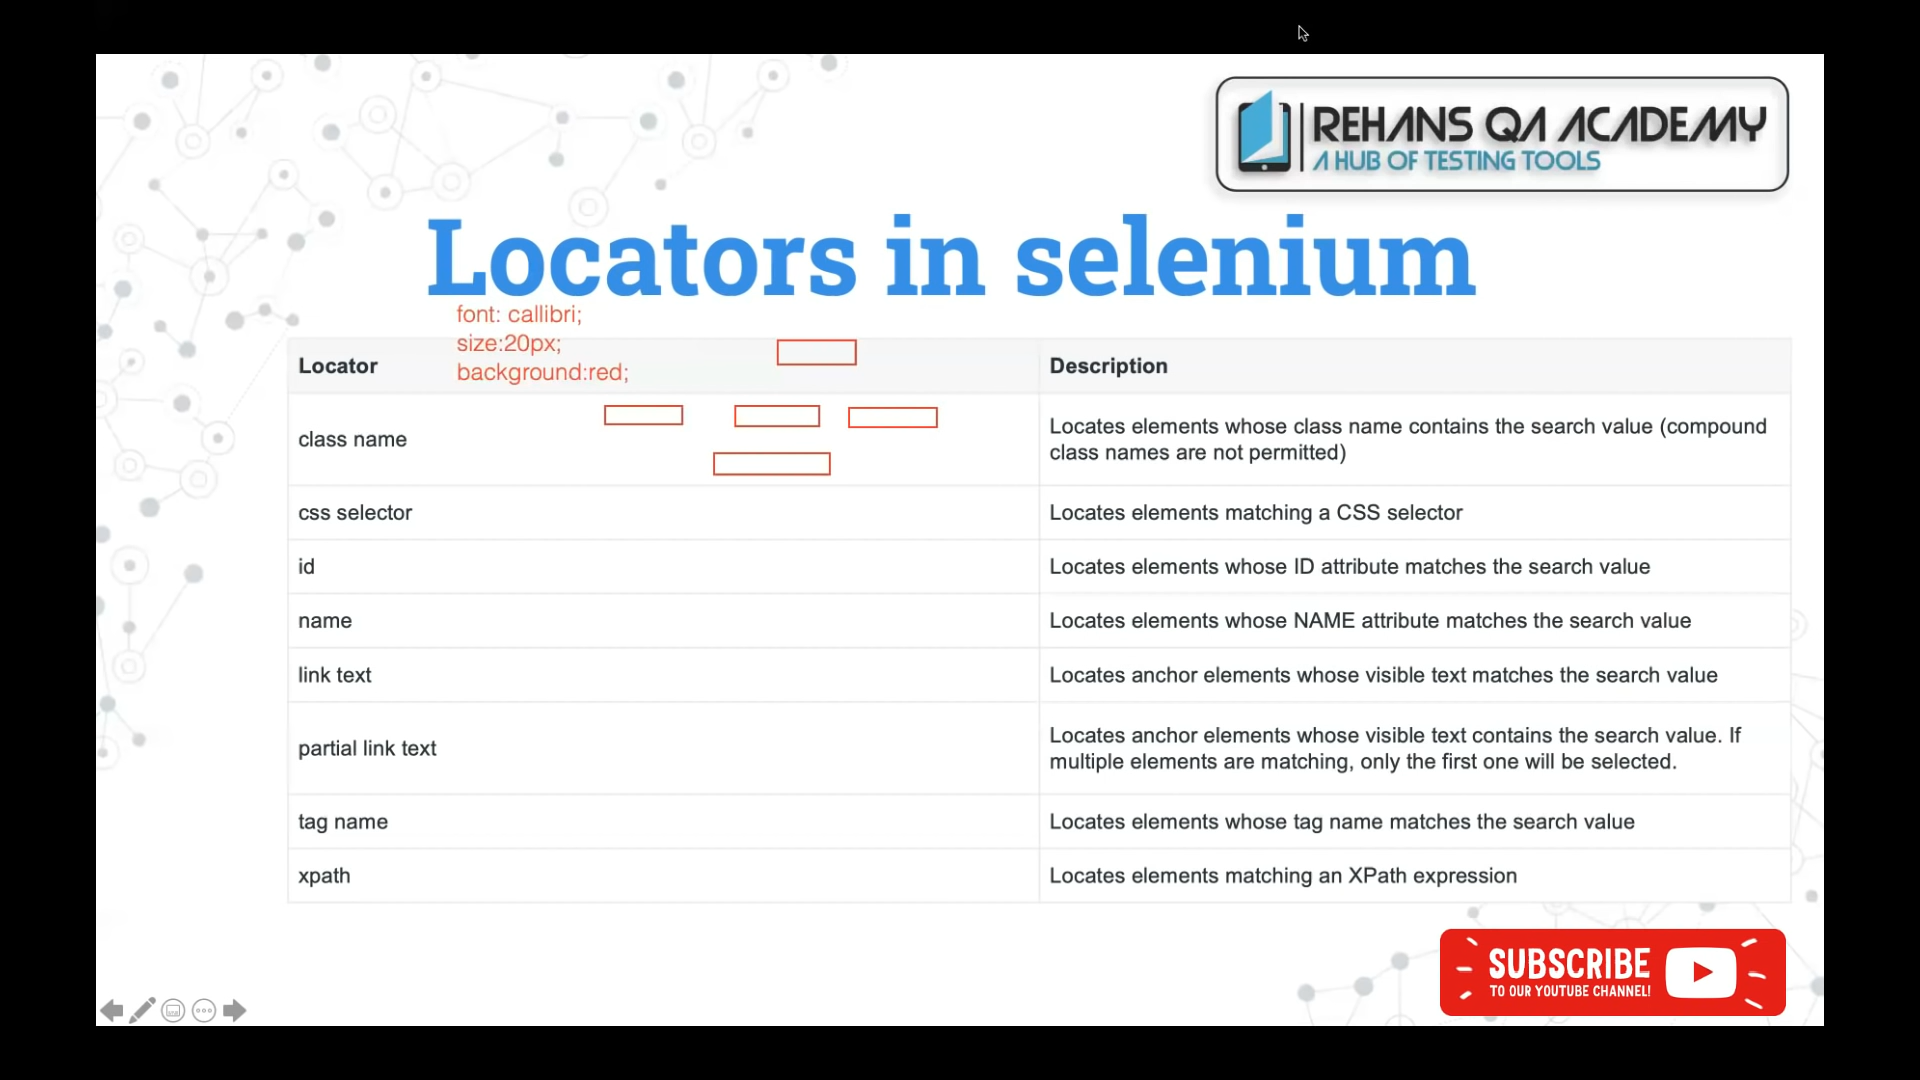 REHANS QA ACADEMY
A HUB OF TESTING TOOLS
Locators in selenium
font: callibri;
size:20px;
background:red;
Locator
Description
class name
Locates elements whose class name contains the search value (compound
class names are not permitted)
css selector
Locates elements matching a CSS selector
id
Locates elements whose ID attribute matches the search value
name
Locates elements whose NAME attribute matches the search value
link text
Locates anchor elements whose visible text matches the search value
partial link text
Locates anchor elements whose visible text contains the search value. If
multiple elements are matching, only the first one will be selected.
tag name
Locates elements whose tag name matches the search value
xpath
Locates elements matching an XPath expression
SUBSCRIBE
TO OUR YOUTUBE CHANNEL!